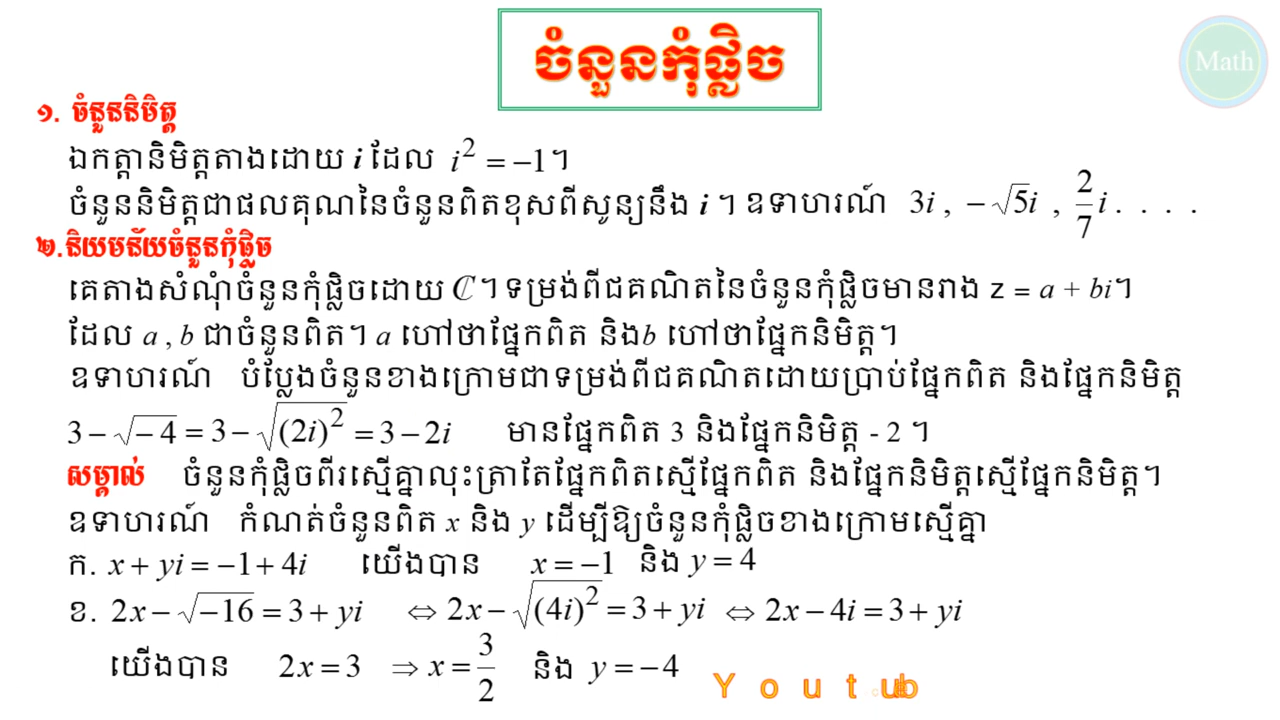 ចំនួនកុំផ្លិច
Math
១. ចំនួននិមិត្ត
ឯកត្តានិមិត្តតាងដោយ i ដែល i² = −1។
ចំនួននិមិត្តជាផលគុណនៃចំនួនពិតខុសពីសូន្យនឹង i ។ ឧទាហរណ៍ 3i , −√5i , 2/7 i . . . .
២.និយមន័យចំនួនកុំផ្លិច
គេតាងសំណុំចំនួនកុំផ្លិចដោយ ℂ។ ទម្រង់ពីជគណិតនៃចំនួនកុំផ្លិចមានរាង z = a + bi។
ដែល a , b ជាចំនួនពិត។ a ហៅថាផ្នែកពិត និងb ហៅថាផ្នែកនិមិត្ត។
ឧទាហរណ៍ បំប្លែងចំនួនខាងក្រោមជាទម្រង់ពីជគណិតដោយប្រាប់ផ្នែកពិត និងផ្នែកនិមិត្ត
3 − √−4 = 3 − √(2i)² = 3 − 2i មានផ្នែកពិត 3 និងផ្នែកនិមិត្ត - 2 ។
សម្គាល់ ចំនួនកុំផ្លិចពីរស្មើគ្នាលុះត្រាតែផ្នែកពិតស្មើផ្នែកពិត និងផ្នែកនិមិត្តស្មើផ្នែកនិមិត្ត។
ឧទាហរណ៍ កំណត់ចំនួនពិត x និង y ដើម្បីឱ្យចំនួនកុំផ្លិចខាងក្រោមស្មើគ្នា
ក. x + yi = −1 + 4i យើងបាន x = −1 និង y = 4
ខ. 2x − √−16 = 3 + yi ⇔ 2x − √(4i)² = 3 + yi ⇔ 2x − 4i = 3 + yi
យើងបាន 2x = 3 ⇒ x = 3/2 និង y = −4